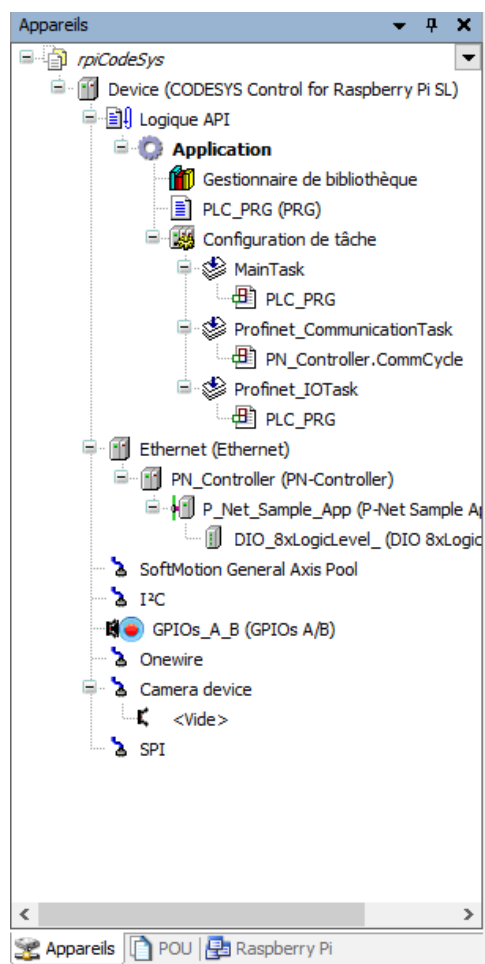 Appareils
rpiCodeSys
Device (CODESYS Control for Raspberry Pi SL)
Logique API
Application
Gestionnaire de bibliothèque
PLC_PRG (PRG)
Configuration de tâche
MainTask
PLC_PRG
Profinet_CommunicationTask
PN_Controller.CommCycle
Profinet_IOTask
PLC_PRG
Ethernet (Ethernet)
PN_Controller (PN-Controller)
P_Net_Sample_App (P-Net Sample Ap
DIO_8xLogicLevel_ (DIO 8xLogic
SoftMotion General Axis Pool
I²C
GPIOs_A_B (GPIOs A/B)
Onewire
Camera device
<Vide>
SPI
Appareils POU Raspberry Pi